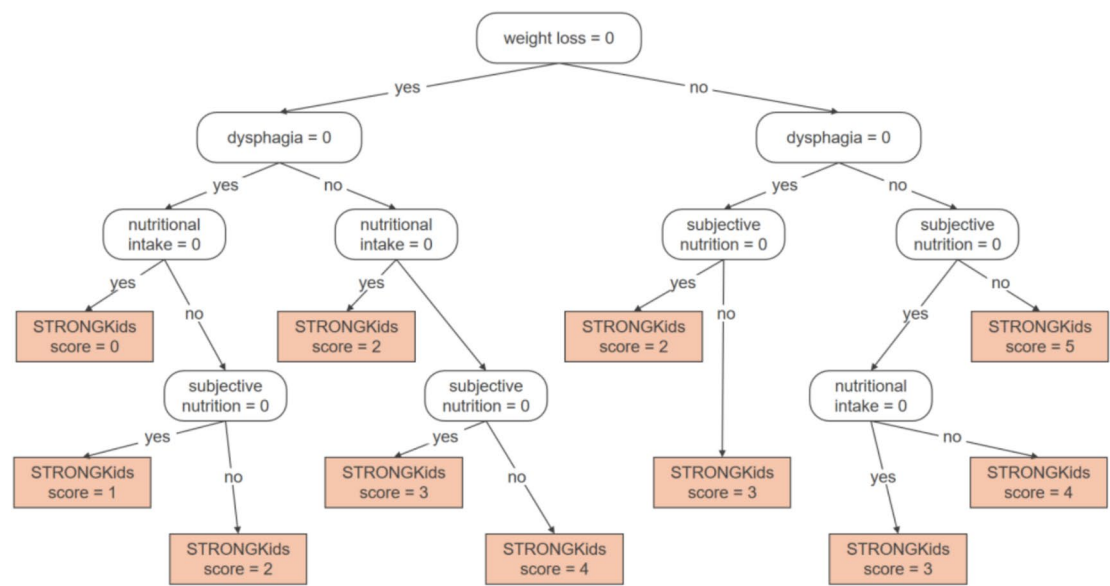 weight loss = 0
yes
no
dysphagia = 0
dysphagia = 0
yes
no
yes
no
nutritional
intake = 0
nutritional
intake = 0
subjective
nutrition = 0
subjective
nutrition = 0
yes
no
yes
yes
no
yes
no
STRONGKids
score = 0
STRONGKids
score = 2
STRONGKids
score = 2
STRONGKids
score = 5
subjective
nutrition = 0
subjective
nutrition = 0
nutritional
intake = 0
yes
no
yes
no
yes
no
STRONGKids
score = 1
STRONGKids
score = 3
STRONGKids
score = 3
STRONGKids
score = 4
STRONGKids
score = 2
STRONGKids
score = 4
STRONGKids
score = 3